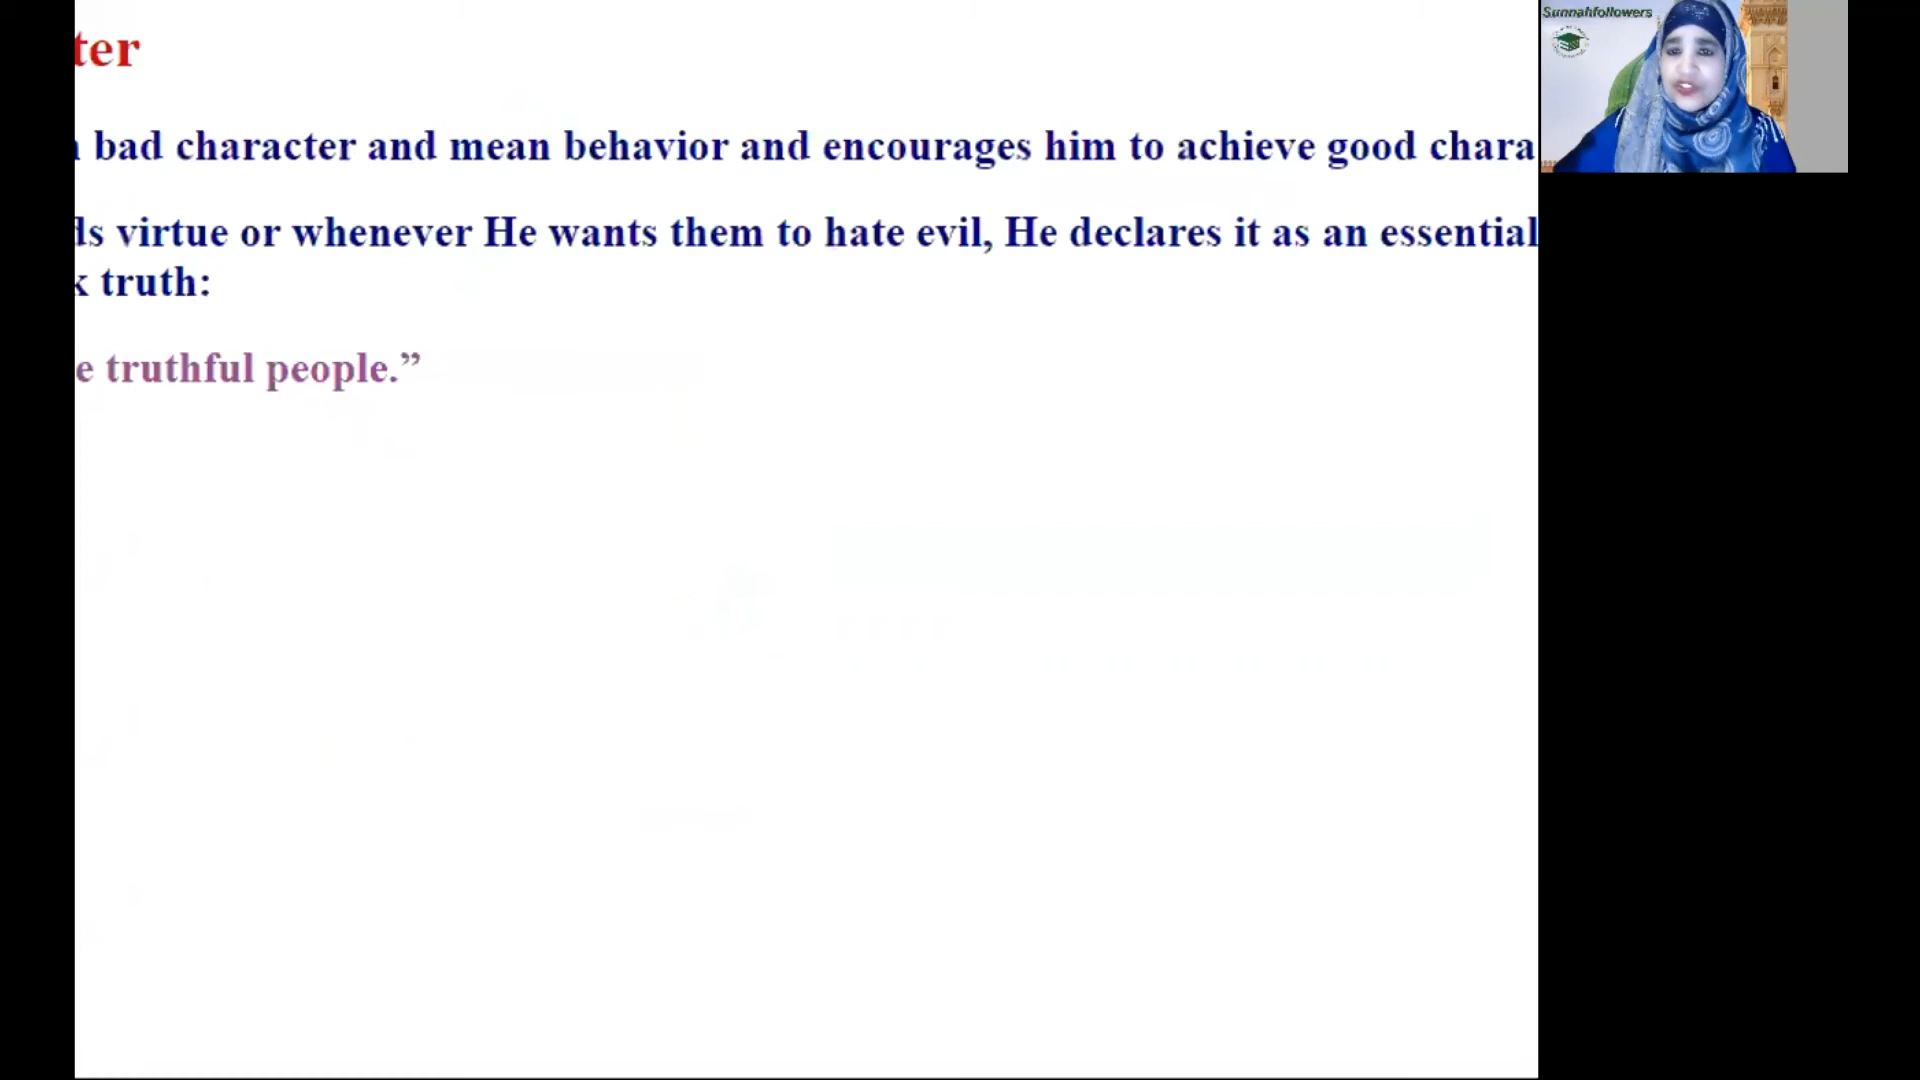 ter
bad character and mean behavior and encourages him to achieve good chara
ds virtue or whenever He wants them to hate evil, He declares it as an essential
k truth:
e truthful people.”
Sunnahfollowers